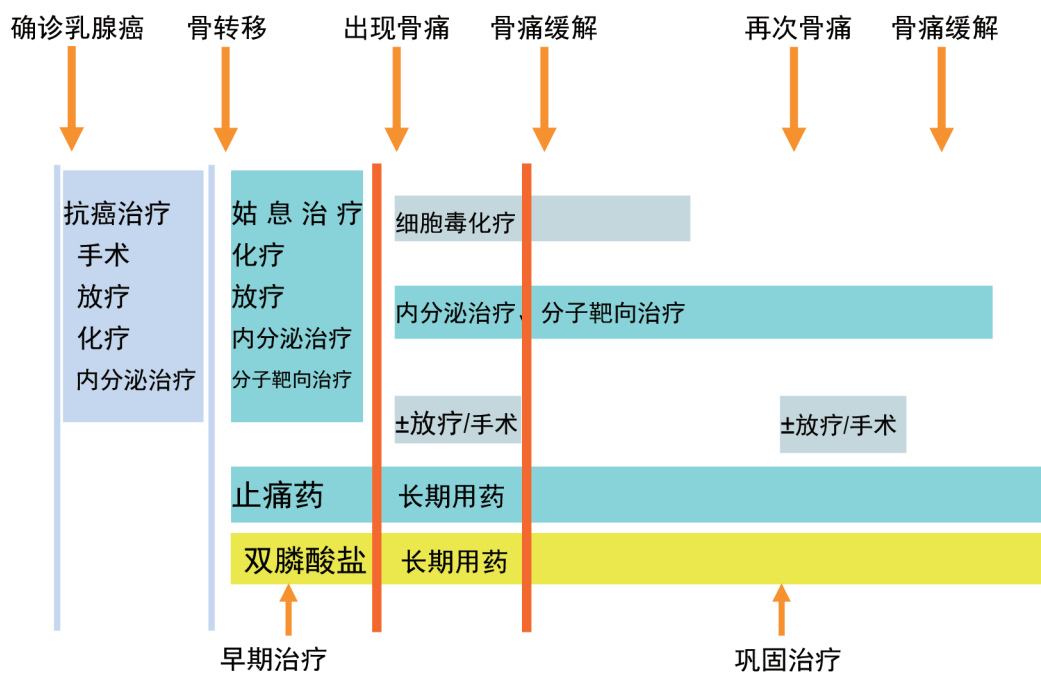 确诊乳腺癌
骨转移
出现骨痛
骨痛缓解
再次骨痛
骨痛缓解
抗癌治疗
手术
放疗
化疗
内分泌治疗
姑息治疗
化疗
放疗
内分泌治疗
分子靶向治疗
细胞毒化疗
内分泌治疗、分子靶向治疗
±放疗/手术
±放疗/手术
止痛药
长期用药
双膦酸盐
长期用药
早期治疗
巩固治疗